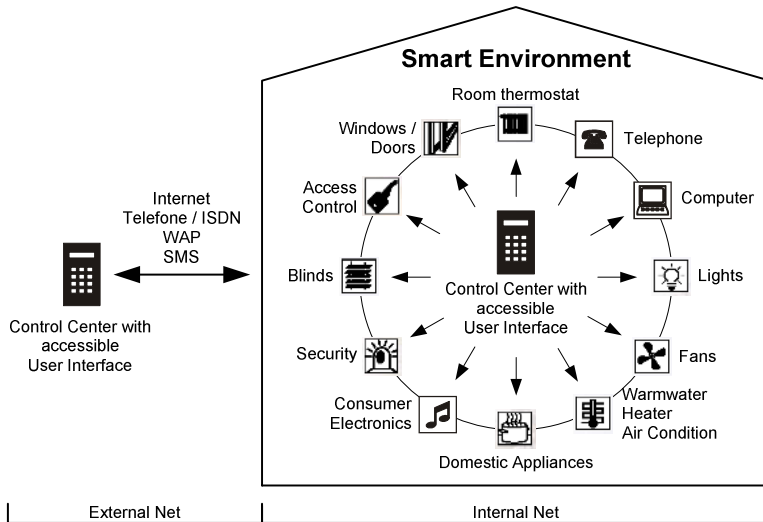 Smart Environment
Room thermostat
Windows /
Doors
Telephone
Access
Control
Computer
Internet
Telefone / ISDN
WAP
SMS
Blinds
Lights
Control Center with
accessible
User Interface
Control Center with
accessible
User Interface
Security
Fans
Consumer
Electronics
Warmwater
Heater
Air Condition
Domestic Appliances
External Net
Internal Net